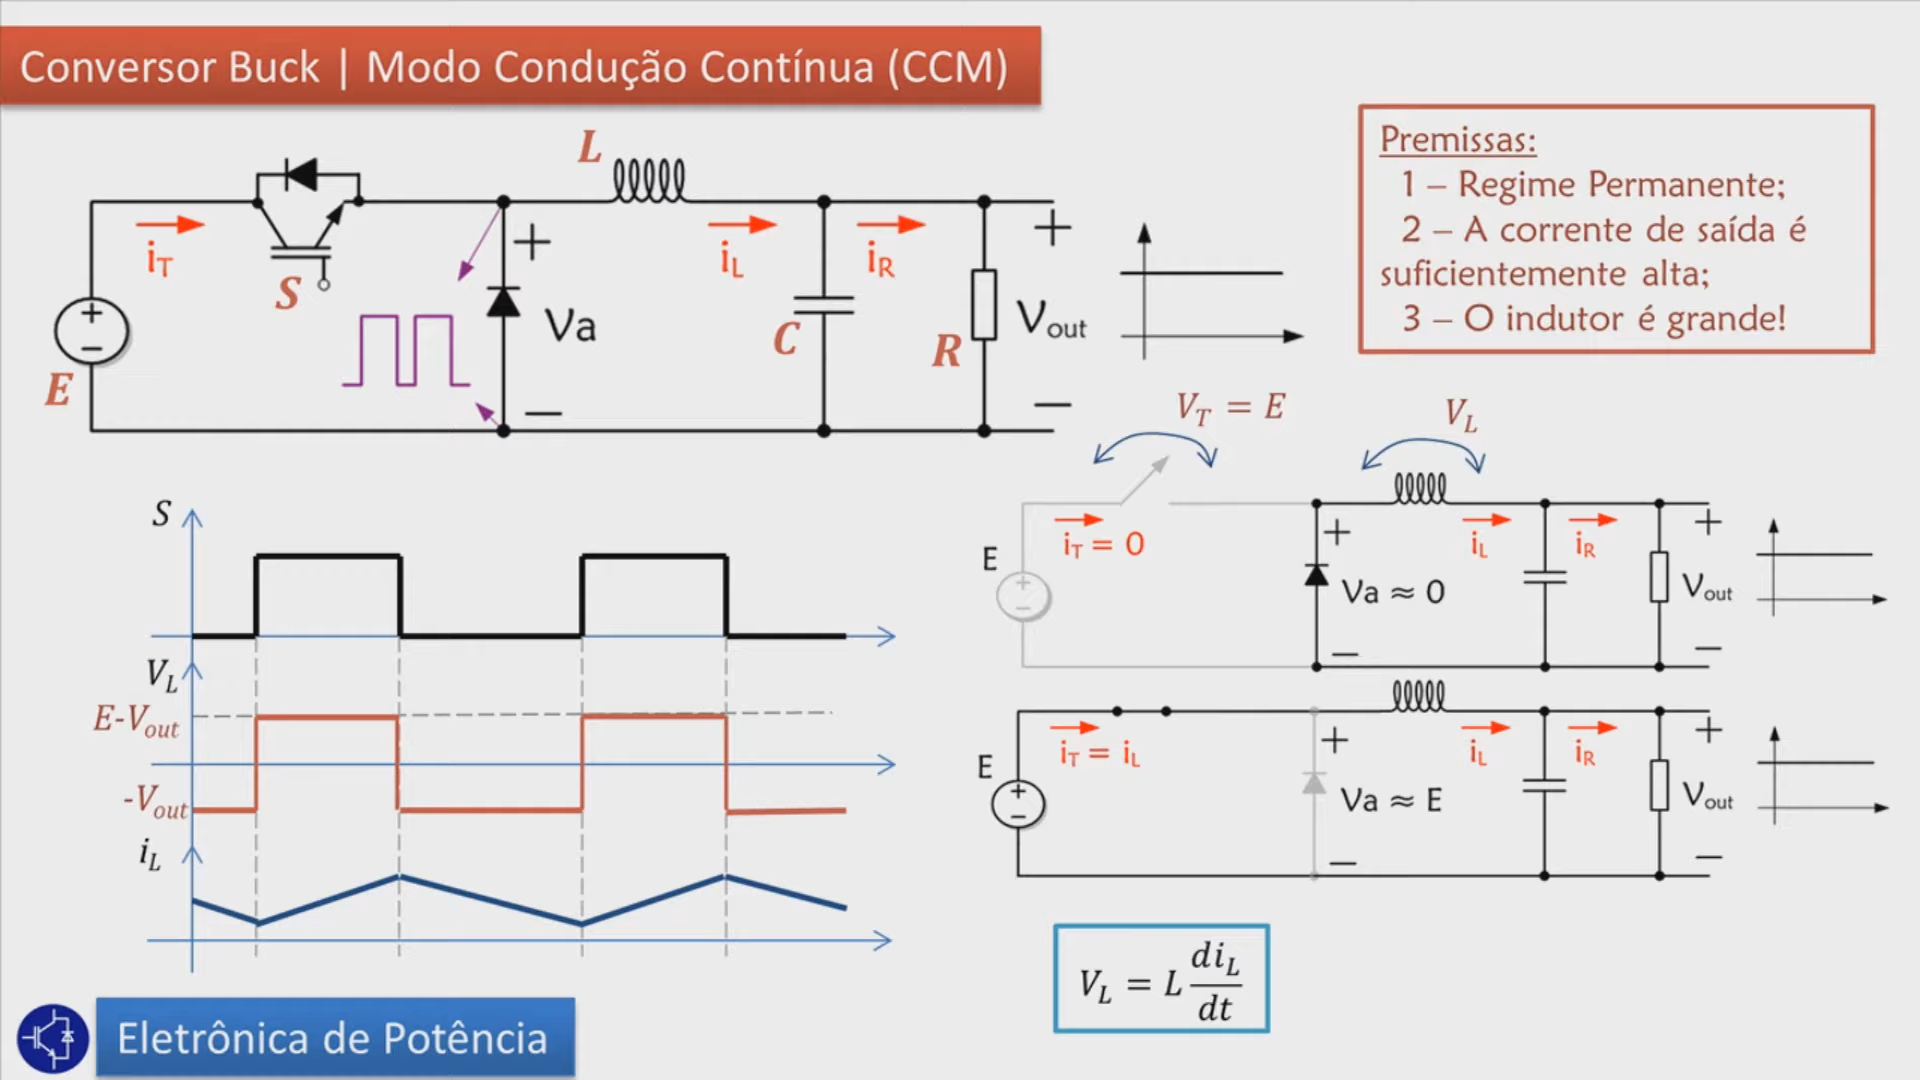 Conversor Buck | Modo Condução Contínua (CCM)
Premissas:
1 – Regime Permanente;
2 – A corrente de saída é
suficientemente alta;
3 – O indutor é grande!
L
iT
S
+
Va
−
iL
iR
C
R
+
Vout
−
+
−
E
VT = E
VL
E
+
−
iT = 0
+
Va ≈ 0
−
iL
iR
+
Vout
−
E
+
−
iT = iL
+
Va ≈ E
−
iL
iR
+
Vout
−
S
VL
E-Vout
-Vout
iL
VL = L diL/dt
Eletrônica de Potência